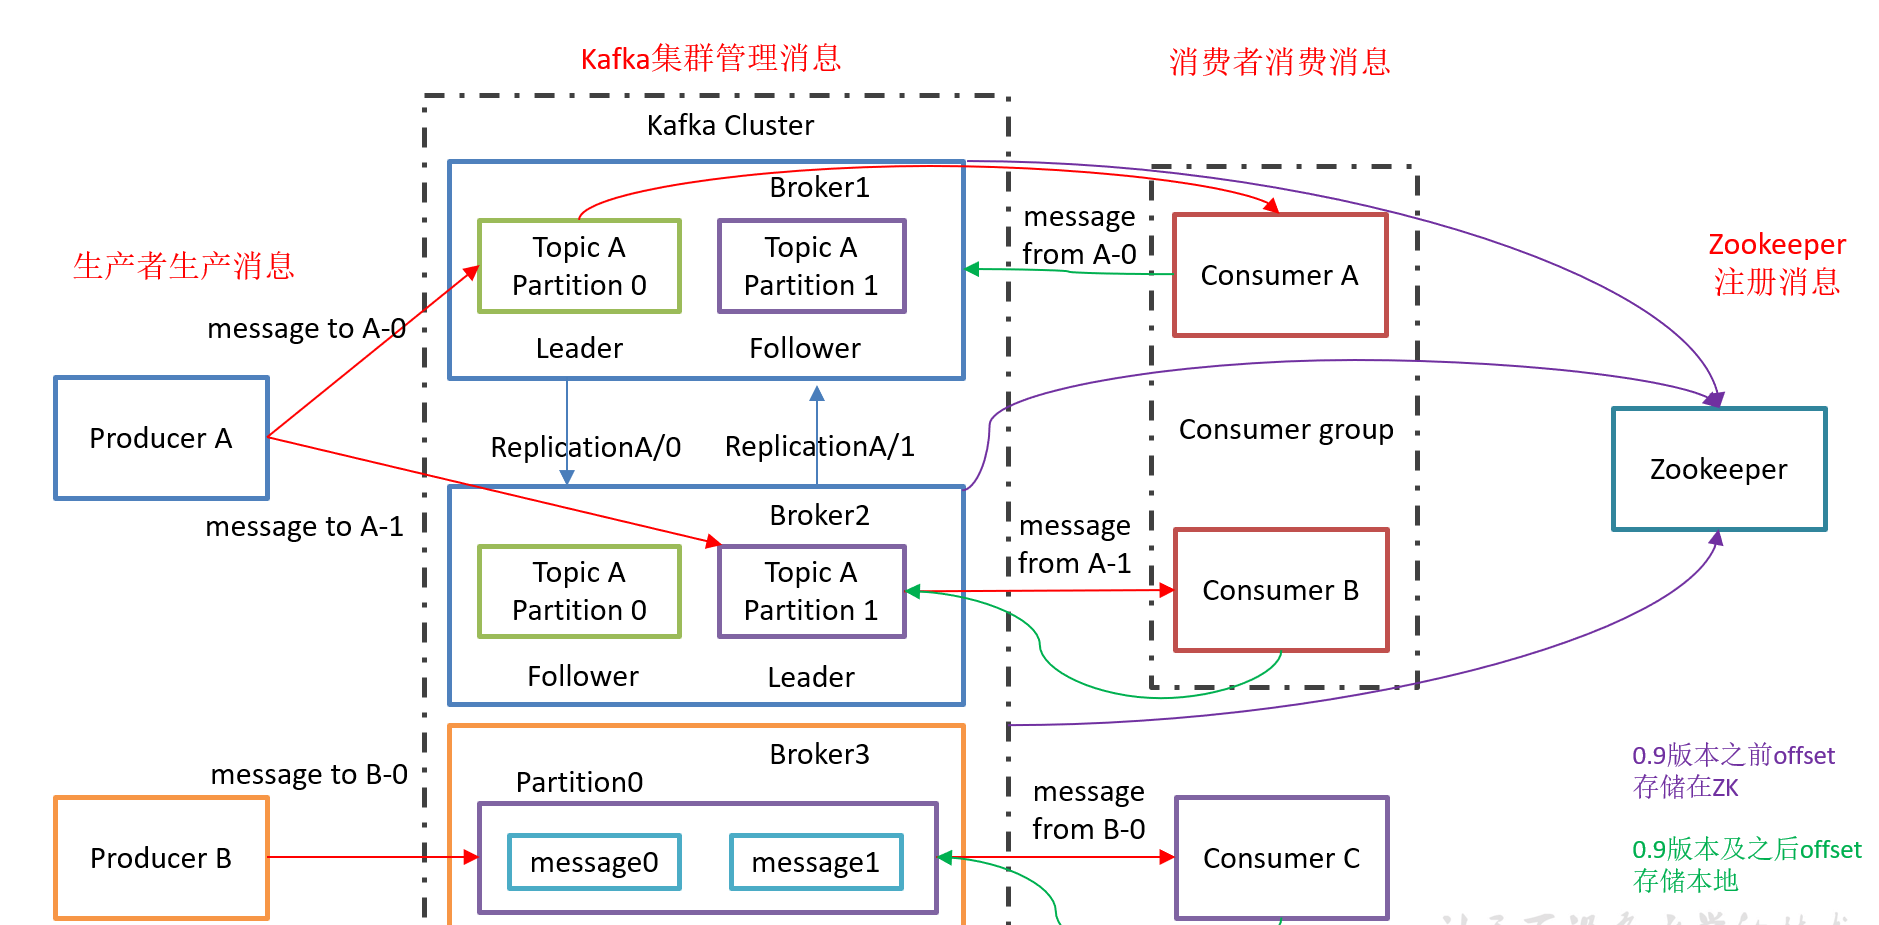 Kafka集群管理消息
消费者消费消息
Kafka Cluster
Broker1
Topic A
Partition 0
Topic A
Partition 1
Leader
Follower
message
from A-0
Consumer A
Zookeeper
注册消息
生产者生产消息
message to A-0
Producer A
message to A-1
ReplicationA/0
ReplicationA/1
Consumer group
Zookeeper
Broker2
Topic A
Partition 0
Topic A
Partition 1
Follower
Leader
message
from A-1
Consumer B
Broker3
Partition0
message to B-0
Producer B
message0
message1
message
from B-0
Consumer C
0.9版本之前offset
存储在ZK
0.9版本及之后offset
存储本地